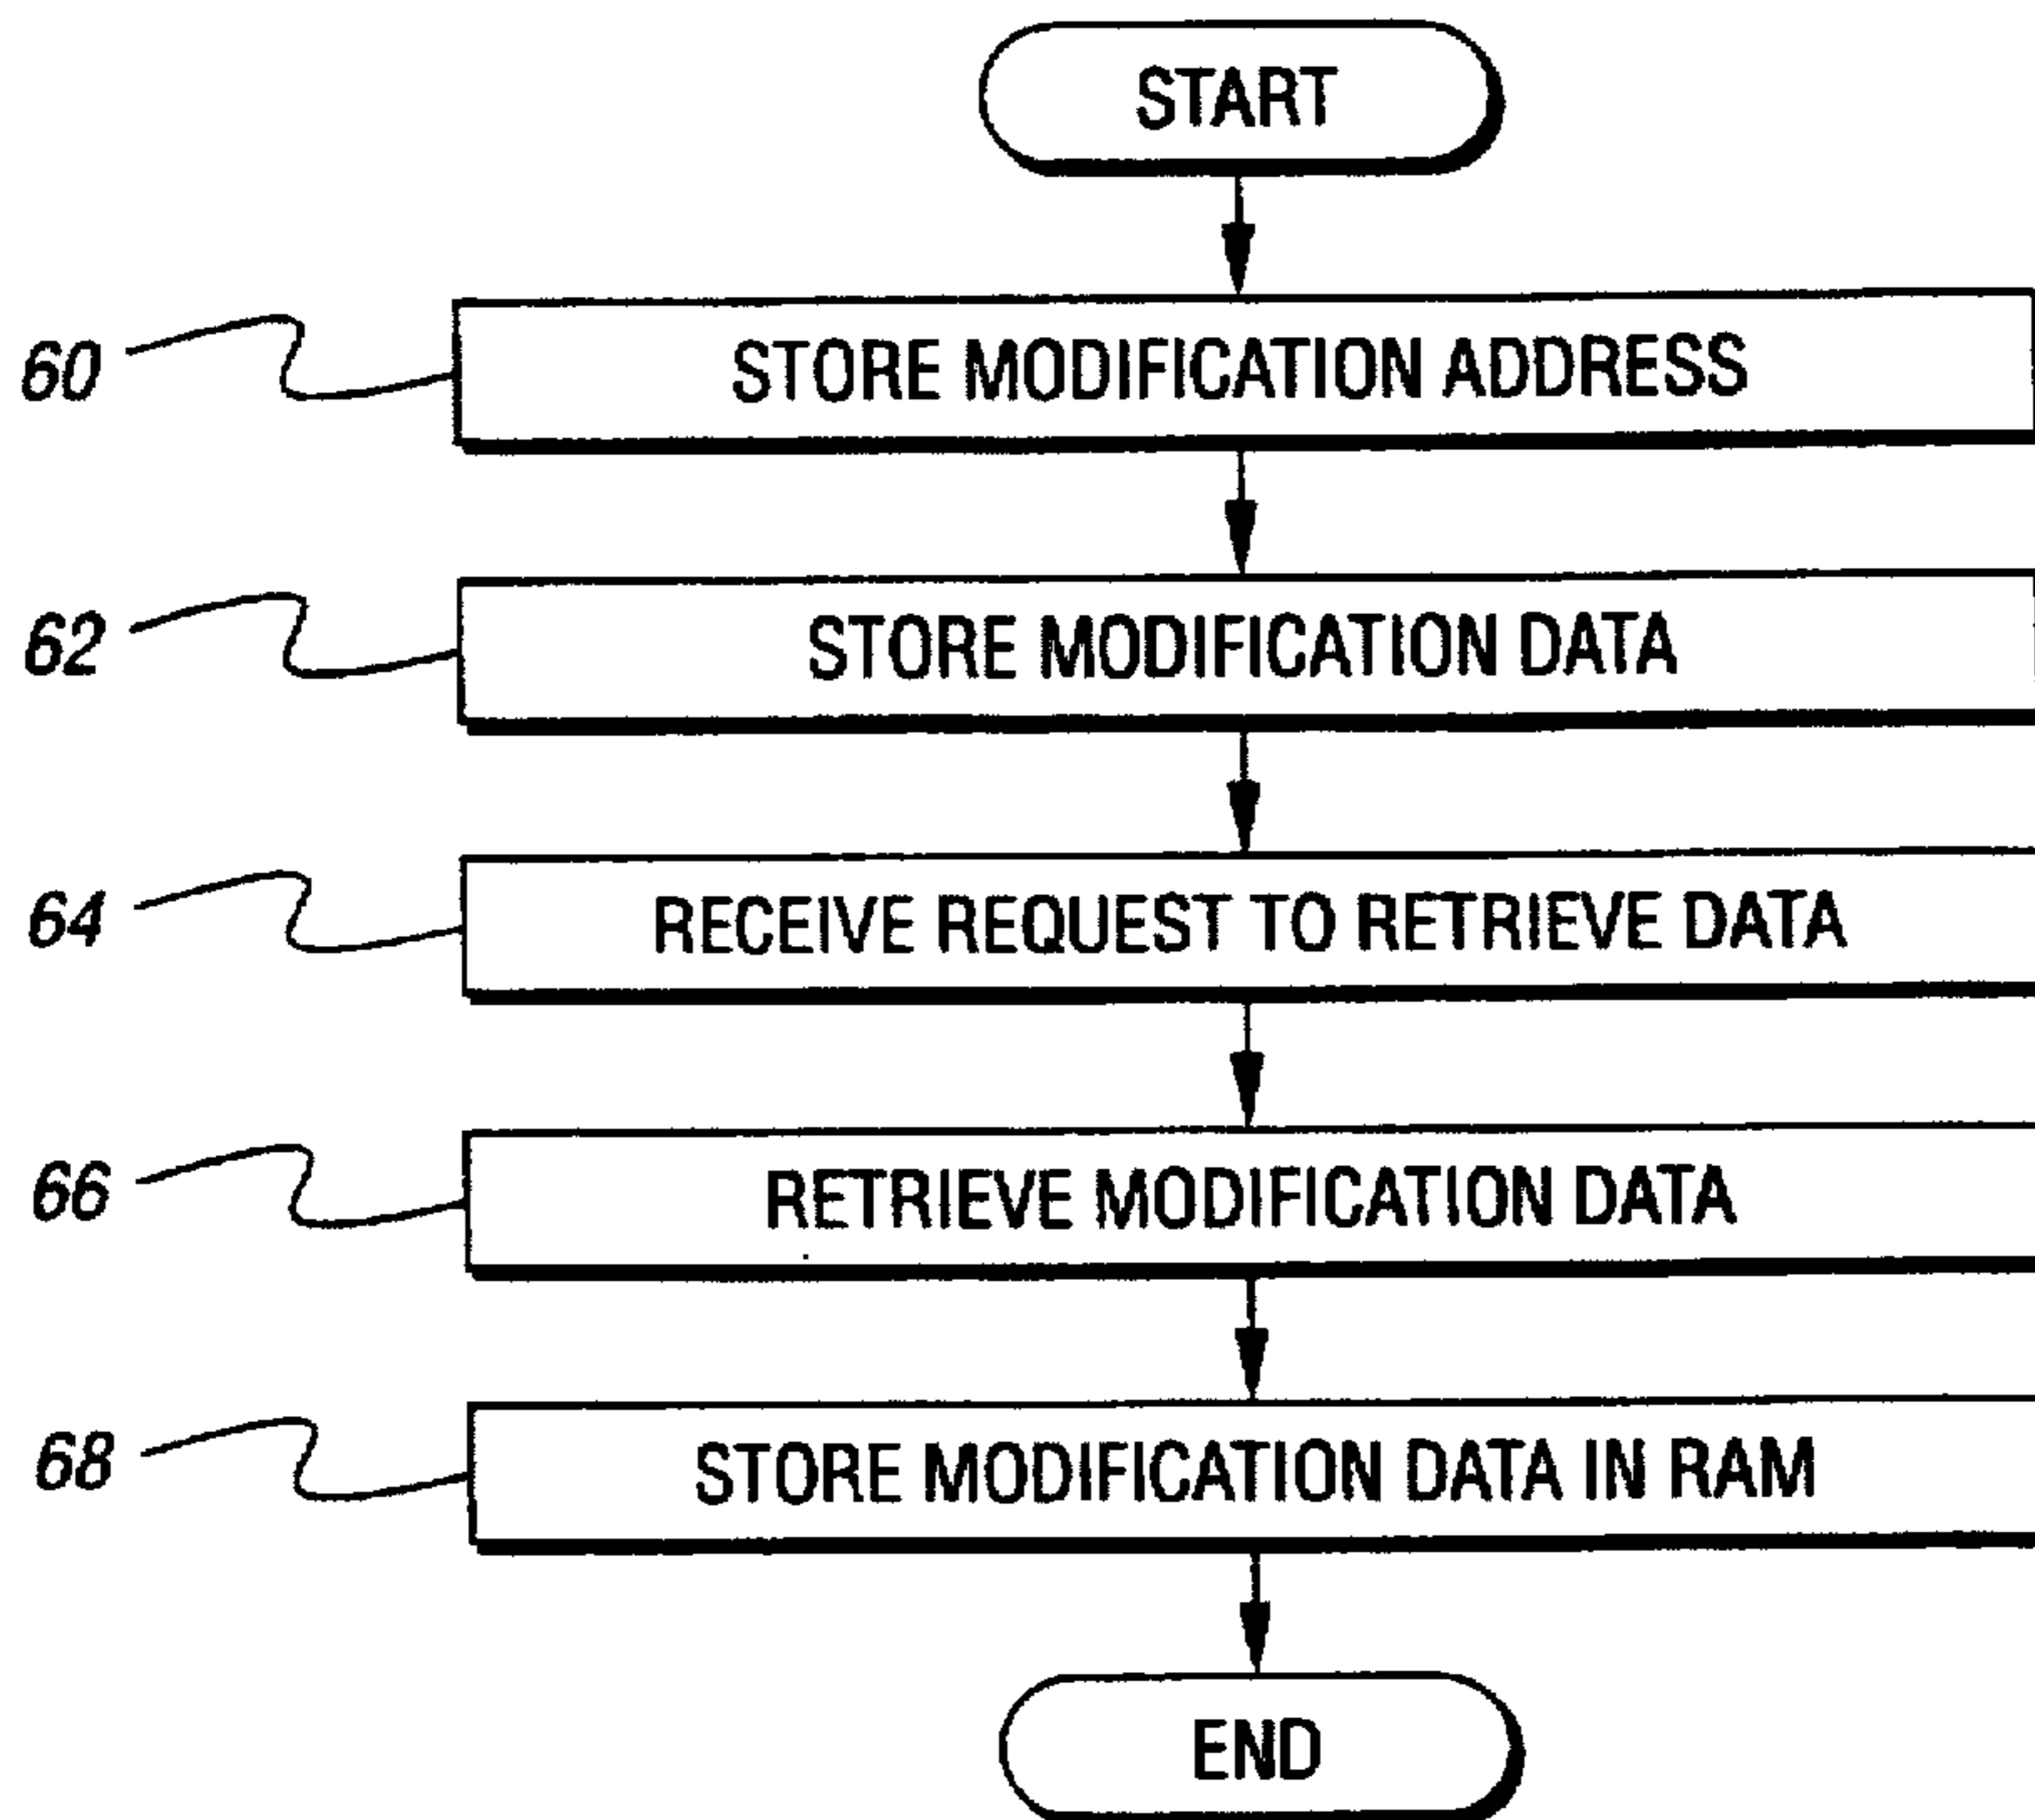 START
60 STORE MODIFICATION ADDRESS
62 STORE MODIFICATION DATA
64 RECEIVE REQUEST TO RETRIEVE DATA
66 RETRIEVE MODIFICATION DATA
68 STORE MODIFICATION DATA IN RAM
END